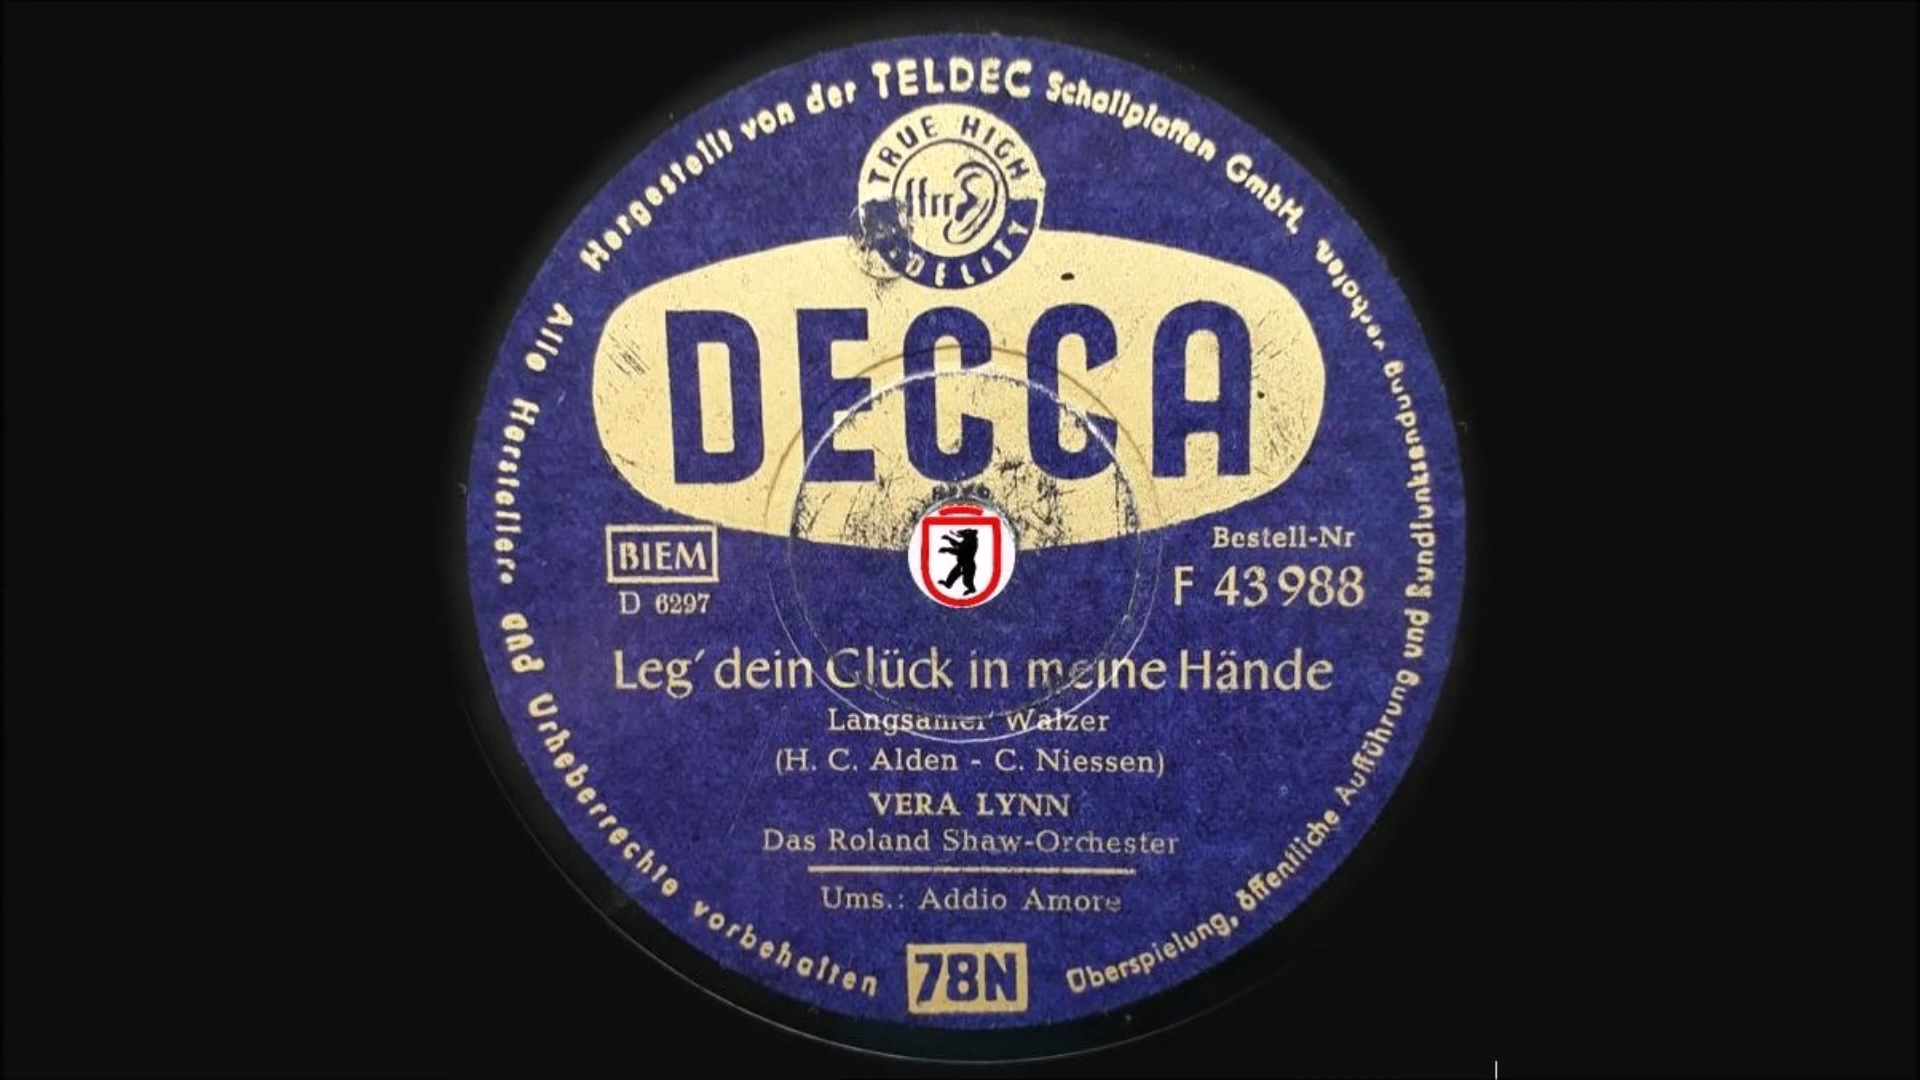 Hergestellt von der TELDEC Schallplatten GmbH.
TRUE HIGH
ffrr
DECCA
BIEM
D 6297
Bestell-Nr
F 43 988
Leg´ dein Glück in meine Hände
Langsamer Walzer
(H. C. Alden - C. Niessen)
VERA LYNN
Das Roland Shaw-Orchester
Ums.: Addio Amore
78N
Alle Hersteller- und Urheberrechte vorbehalten
Überspielung, öffentliche Aufführung und Rundfunksendung verboten.